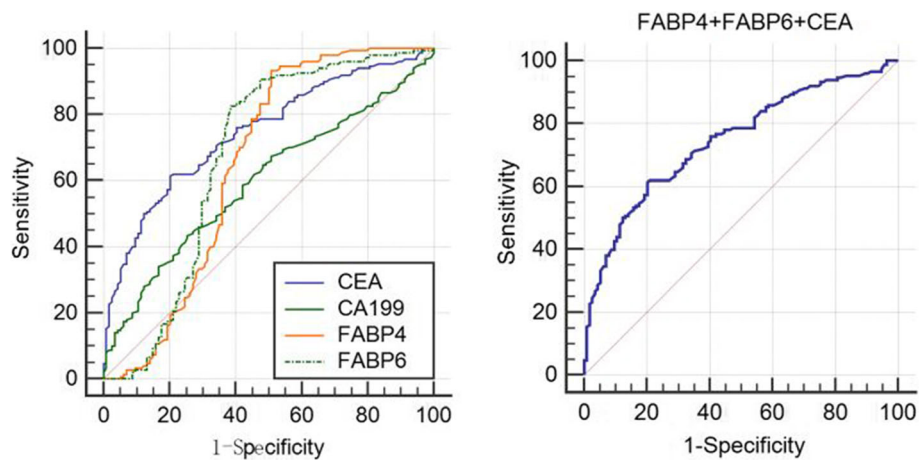 100
80
60
40
20
0
Sensitivity
CEA
CA199
FABP4
FABP6
0 20 40 60 80 100
1-Specificity
FABP4+FABP6+CEA
100
80
60
40
20
0
Sensitivity
0 20 40 60 80 100
1-Specificity